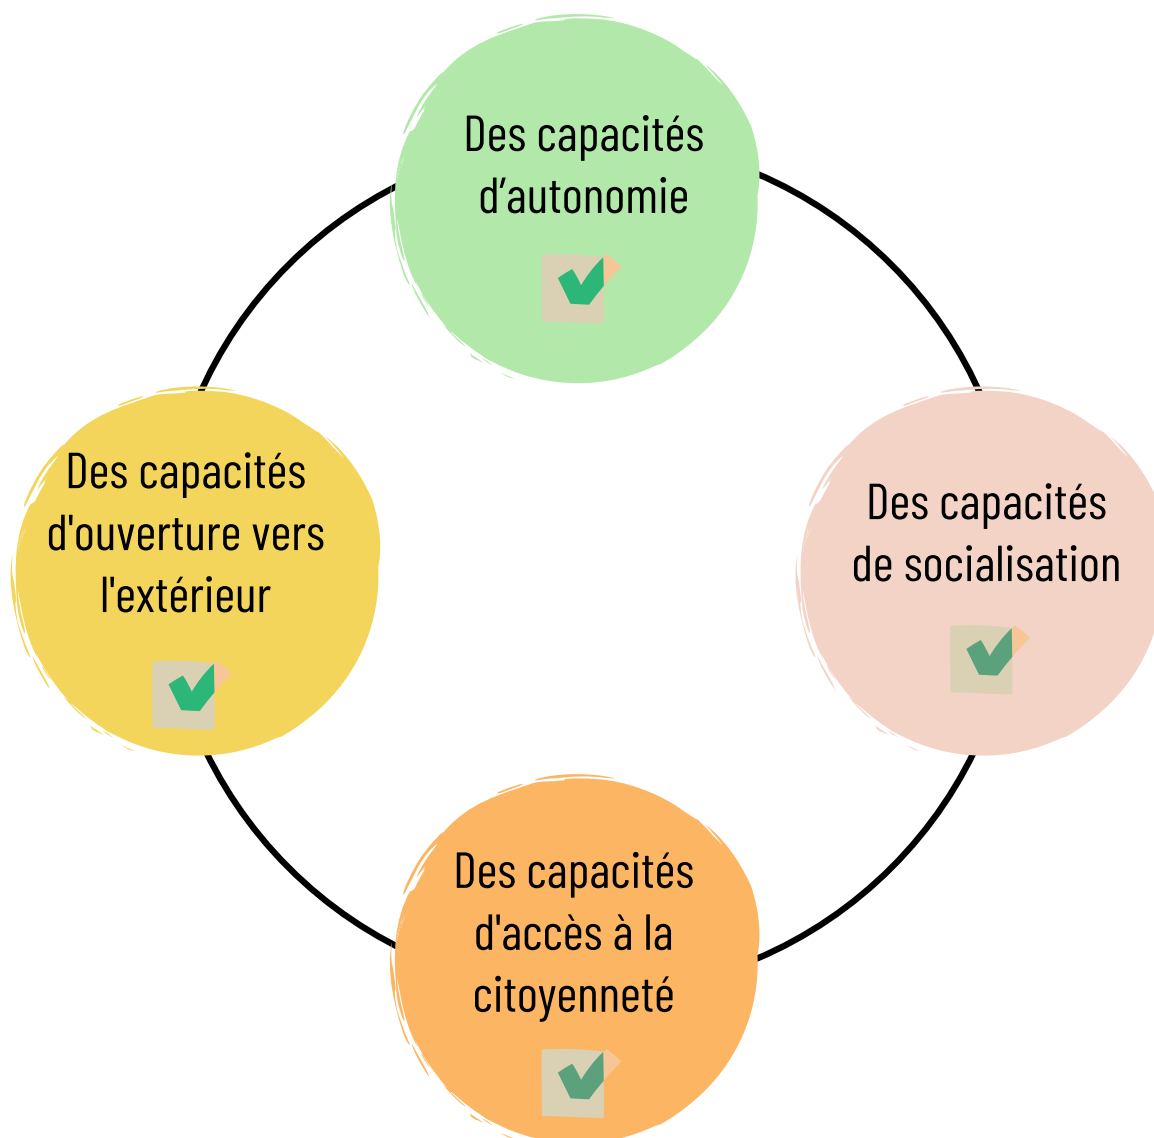 Des capacités
d’autonomie
Des capacités
d'ouverture vers
l'extérieur
Des capacités
de socialisation
Des capacités
d'accès à la
citoyenneté